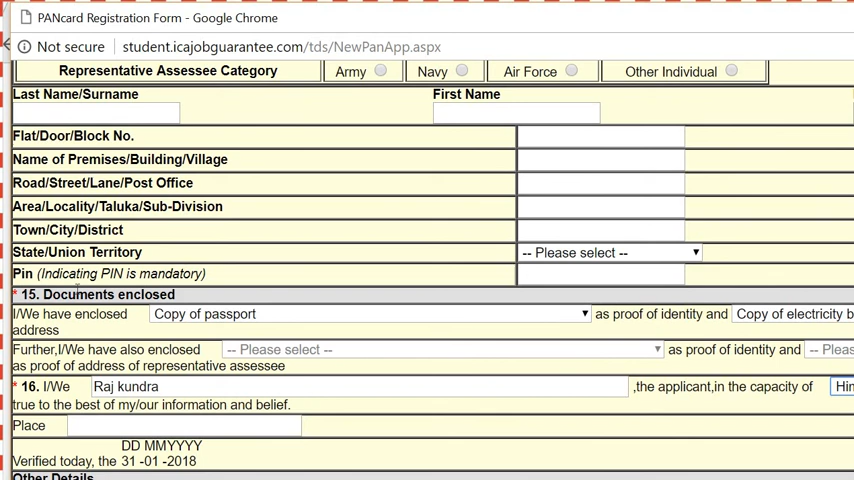 PANcard Registration Form - Google Chrome
Not secure student.icajobguarantee.com/tds/NewPanApp.aspx
Representative Assessee Category Army Navy Air Force Other Individual
Last Name/Surname First Name
Flat/Door/Block No.
Name of Premises/Building/Village
Road/Street/Lane/Post Office
Area/Locality/Taluka/Sub-Division
Town/City/District
State/Union Territory -- Please select --
Pin (Indicating PIN is mandatory)
* 15. Documents enclosed
I/We have enclosed Copy of passport as proof of identity and Copy of electricity b
address
Further,I/We have also enclosed -- Please select -- as proof of identity and -- Pleas
as proof of address of representative assessee
* 16. I/We Raj kundra ,the applicant,in the capacity of Him
true to the best of my/our information and belief.
Place
DD MMYYYY
Verified today, the 31 -01 -2018
Other Details